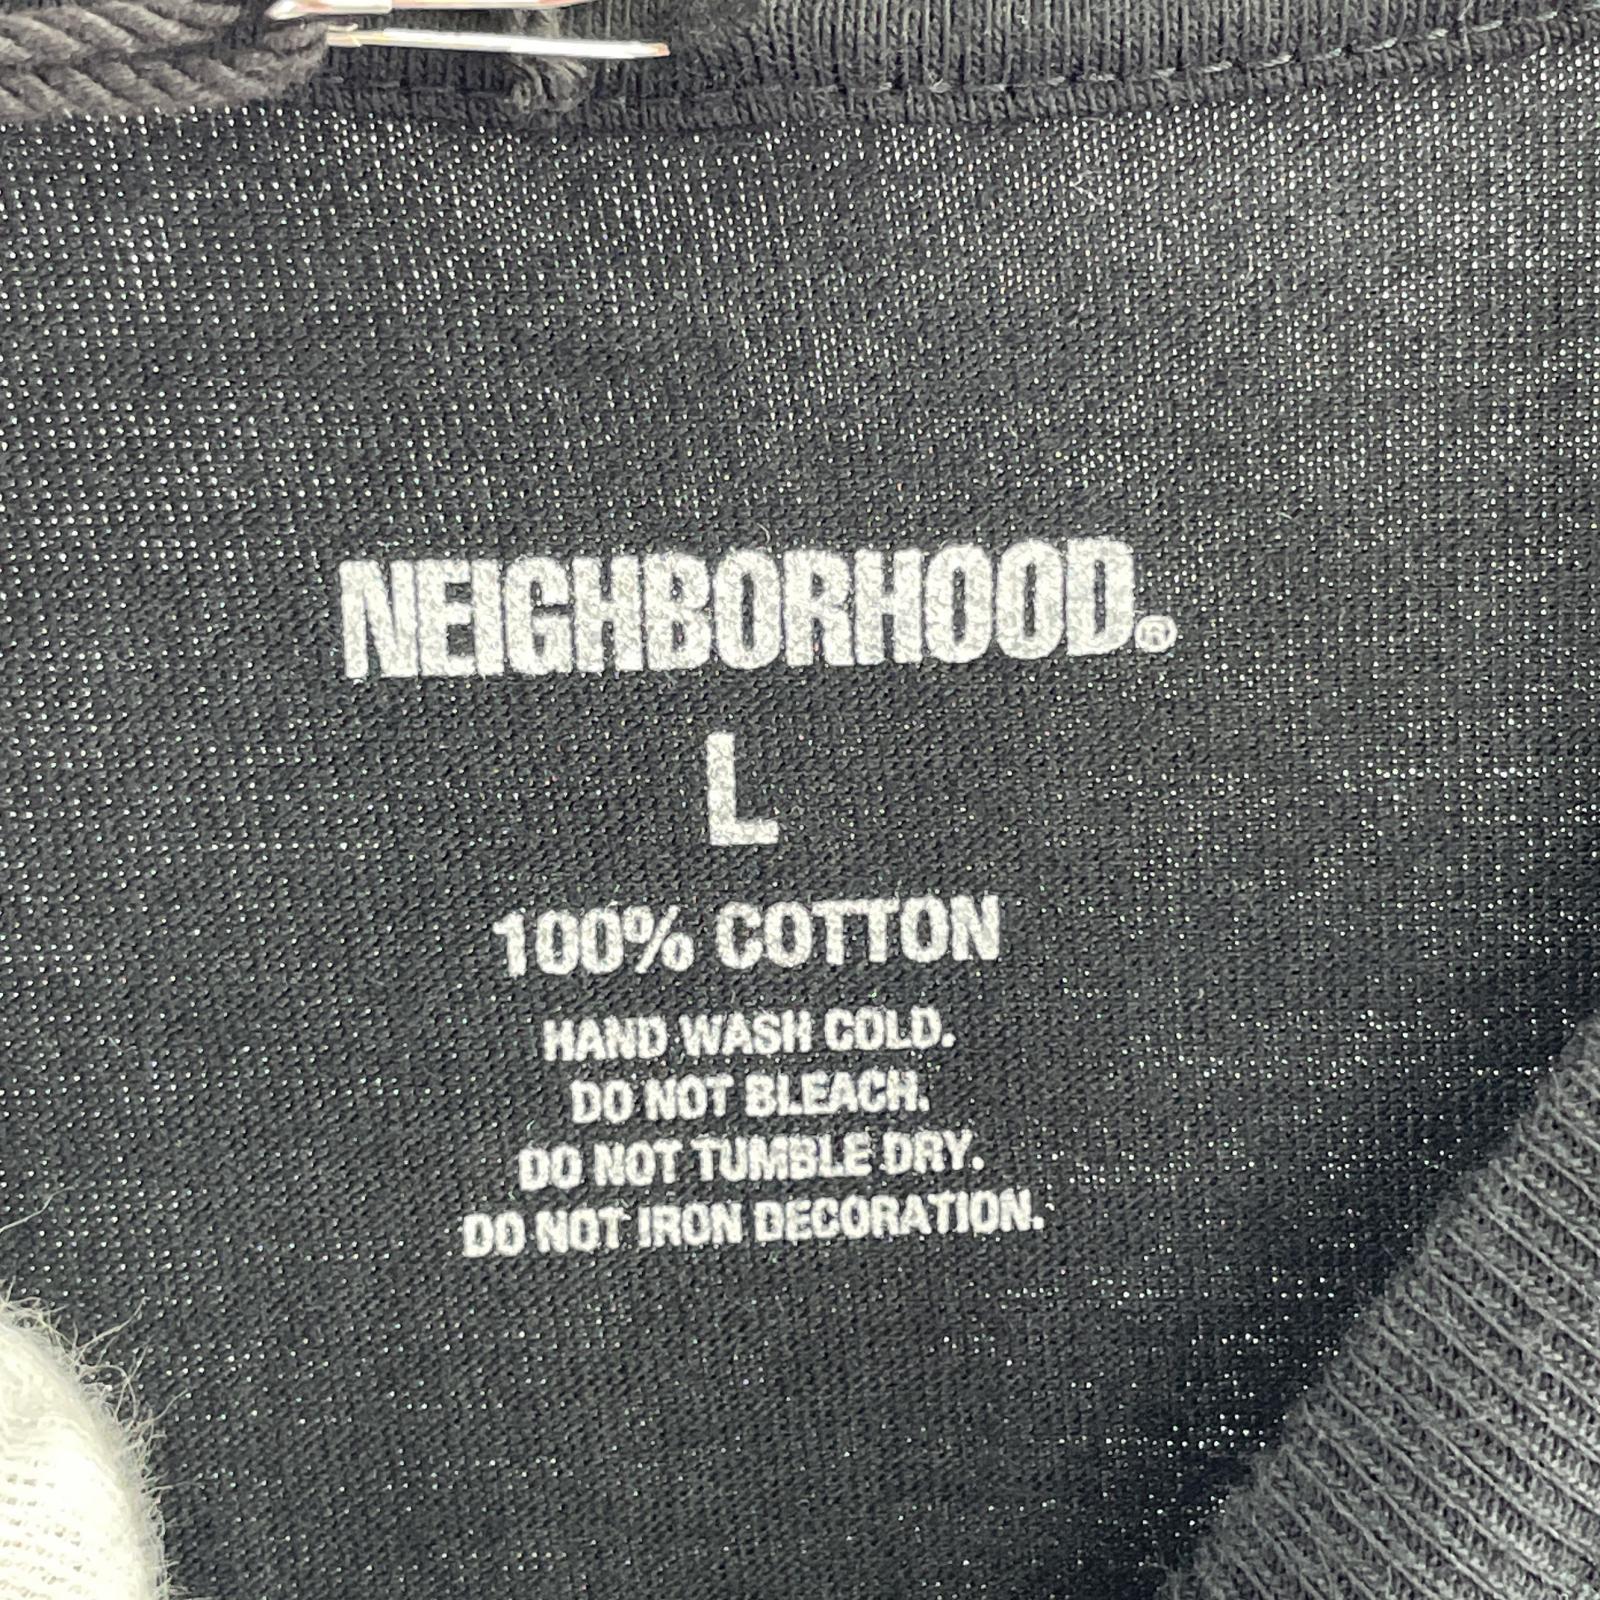 NEIGHBORHOOD®
L
100% COTTON
HAND WASH COLD.
DO NOT BLEACH.
DO NOT TUMBLE DRY.
DO NOT IRON DECORATION.